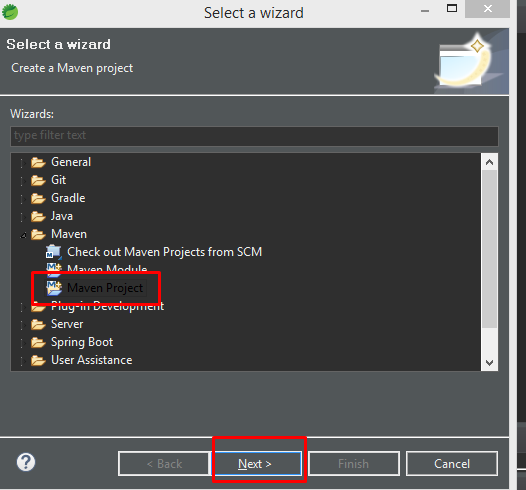 Select a wizard
Select a wizard
Create a Maven project
Wizards:
type filter text
General
Git
Gradle
Java
Maven
Check out Maven Projects from SCM
Maven Module
Maven Project
Plug-in Development
Server
Spring Boot
User Assistance
< Back
Next >
Finish
Cancel